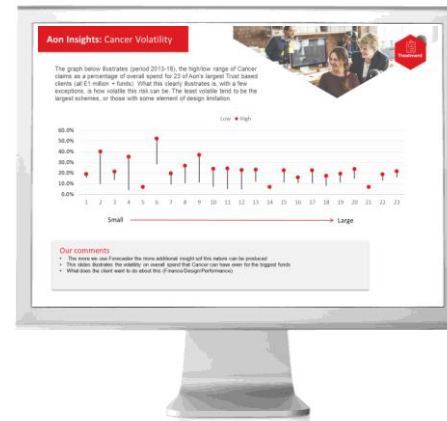 Aon Insights: Cancer Volatility
Treatment
The graph below illustrates (period 2013-18), the high/low range of Cancer
claims as a percentage of overall spend for 23 of Aon's largest Trust based
clients (all £1 million + funds) What this clearly illustrates is, with a few
exceptions, is how volatile this risk can be. The least volatile tend to be the
largest schemes, or those with some element of design limitation.
Low High
60.0%
50.0%
40.0%
30.0%
20.0%
10.0%
0.0%
1 2 3 4 5 6 7 8 9 10 11 12 13 14 15 16 17 18 19 20 21 22 23
Small Large
Our comments
• The more we use Forecaster the more additional insight sof this nature can be produced
• This slides illustrates the volatility on overall spend that Cancer can have even for the biggest funds
• What does the client want to do about this (Finance/Design/Performance)